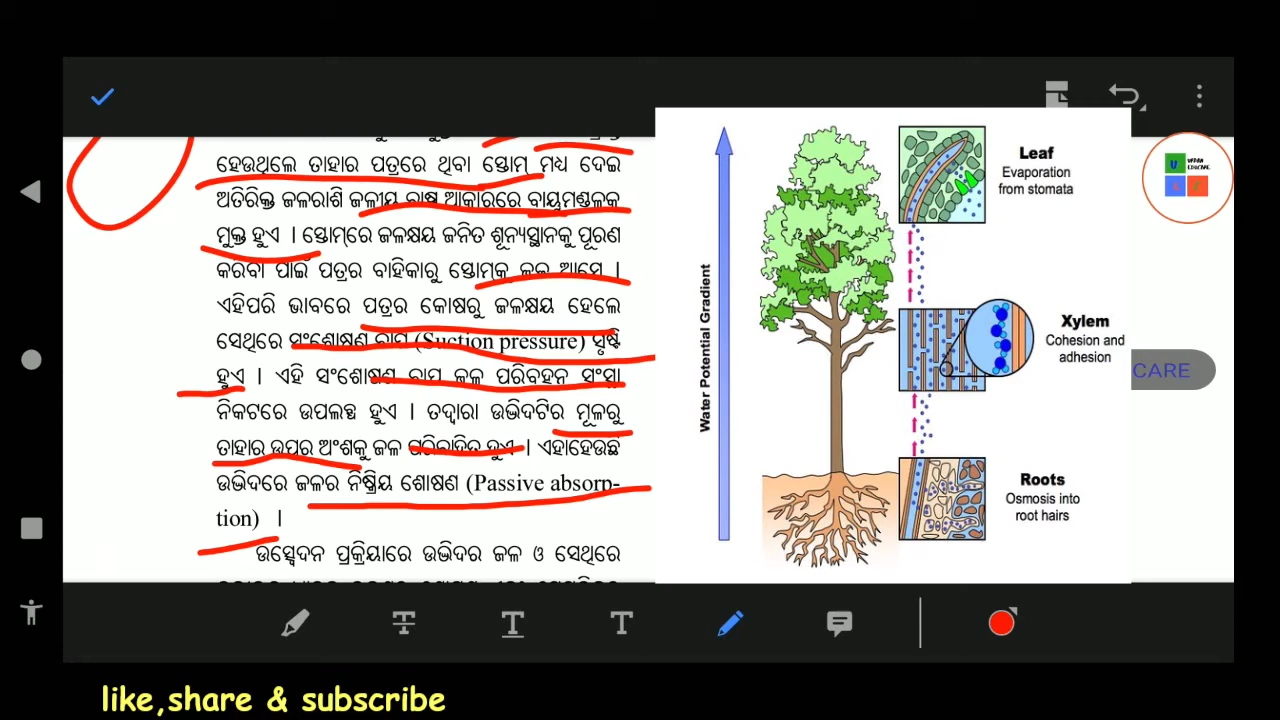 ହେଉଥିଲେ ତାହାର ପତ୍ରରେ ଥିବା ସ୍ତୋମ୍ ମଧ୍ୟ ଦେଇ
ଅତିରିକ୍ତ ଜଳରାଶି ଜଳୀୟ ବାଷ୍ପ ଆକାରରେ ବାୟୁମଣ୍ଡଳକୁ
ମୁକ୍ତ ହୁଏ । ସ୍ତୋମ୍‌ରେ ଜଳକ୍ଷୟ ଜନିତ ଶୂନ୍ୟସ୍ଥାନକୁ ପୂରଣ
କରିବା ପାଇଁ ପତ୍ରର ବାହିକାରୁ ସ୍ତୋମକୁ ଜଳ ଆସେ ।
ଏହିପରି ଭାବରେ ପତ୍ରର କୋଷରୁ ଜଳକ୍ଷୟ ହେଲେ
ସେଥିରେ ସଂଶୋଷଣ ଚାପ (Suction pressure) ସୃଷ୍ଟି
ହୁଏ । ଏହି ସଂଶୋଷଣ ଚାପ ଜଳ ପରିବହନ ସଂସ୍ଥା
ନିକଟରେ ଉପଲବ୍ଧ ହୁଏ । ତଦ୍ୱାରା ଉଦ୍ଭିଦଟିର ମୂଳରୁ
ତାହାର ଉପର ଅଂଶକୁ ଜଳ ପରିବାହିତ ହୁଏ । ଏହାହେଉଛି
ଉଦ୍ଭିଦରେ ଜଳର ନିଷ୍କ୍ରିୟ ଶୋଷଣ (Passive absorp-
tion) ।
ଉତ୍ସ୍ୱେଦନ ପ୍ରକ୍ରିୟାରେ ଉଦ୍ଭିଦର ଜଳ ଓ ସେଥିରେ
Water Potential Gradient
Leaf
Evaporation
from stomata
Xylem
Cohesion and
adhesion
Roots
Osmosis into
root hairs
CARE
like,share & subscribe